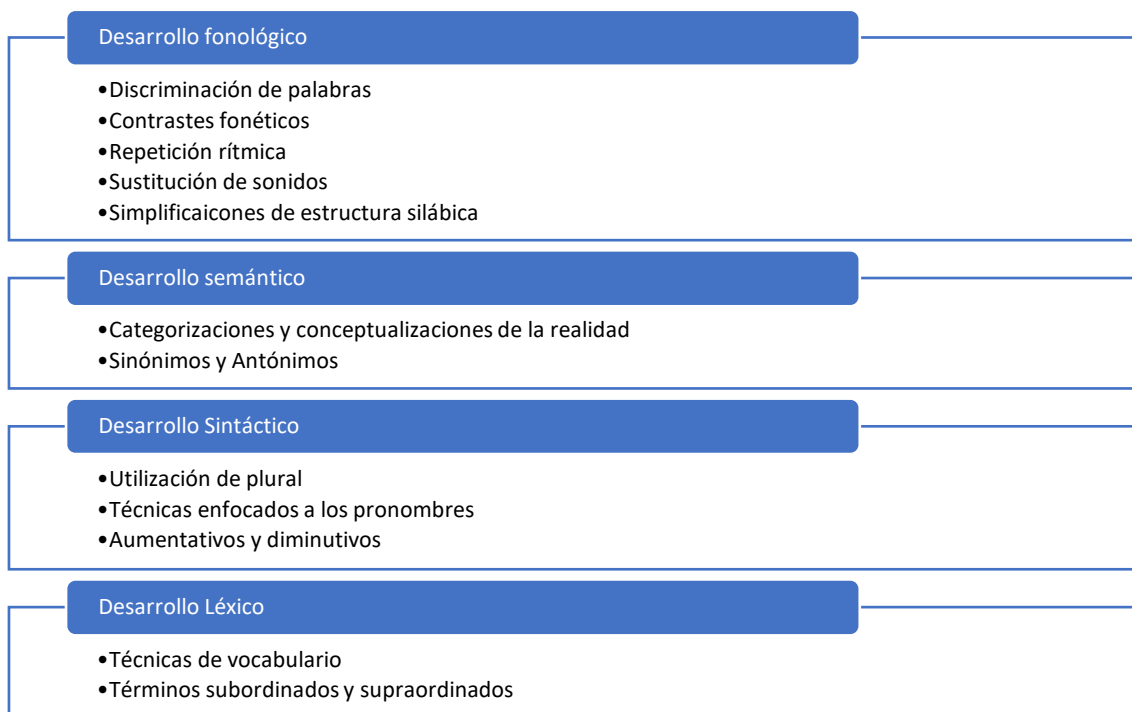 Desarrollo fonológico
•Discriminación de palabras
•Contrastes fonéticos
•Repetición rítmica
•Sustitución de sonidos
•Simplificaicones de estructura silábica
Desarrollo semántico
•Categorizaciones y conceptualizaciones de la realidad
•Sinónimos y Antónimos
Desarrollo Sintáctico
•Utilización de plural
•Técnicas enfocados a los pronombres
•Aumentativos y diminutivos
Desarrollo Léxico
•Técnicas de vocabulario
•Términos subordinados y supraordinados